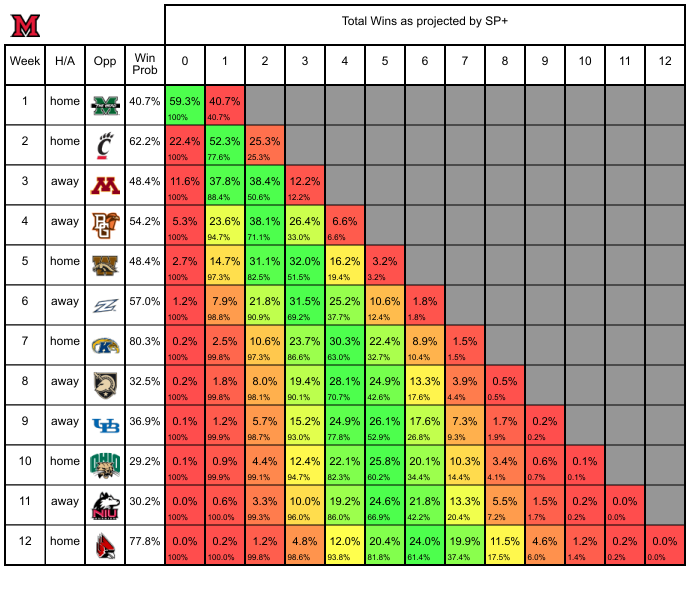 M
Total Wins as projected by SP+
Week H/A Opp Win Prob 0 1 2 3 4 5 6 7 8 9 10 11 12
1 home M 40.7% 59.3% 40.7%
100% 40.7%
2 home C 62.2% 22.4% 52.3% 25.3%
100% 77.6% 25.3%
3 away M 48.4% 11.6% 37.8% 38.4% 12.2%
100% 88.4% 50.6% 12.2%
4 away BG 54.2% 5.3% 23.6% 38.1% 26.4% 6.6%
100% 94.7% 71.1% 33.0% 6.6%
5 home W 48.4% 2.7% 14.7% 31.1% 32.0% 16.2% 3.2%
100% 97.3% 82.5% 51.5% 19.4% 3.2%
6 away Z 57.0% 1.2% 7.9% 21.8% 31.5% 25.2% 10.6% 1.8%
100% 98.8% 90.9% 69.2% 37.7% 12.4% 1.8%
7 home K 80.3% 0.2% 2.5% 10.6% 23.7% 30.3% 22.4% 8.9% 1.5%
100% 99.8% 97.3% 86.6% 63.0% 32.7% 10.4% 1.5%
8 away 32.5% 0.2% 1.8% 8.0% 19.4% 28.1% 24.9% 13.3% 3.9% 0.5%
100% 99.8% 98.1% 90.1% 70.7% 42.6% 17.6% 4.4% 0.5%
9 away UB 36.9% 0.1% 1.2% 5.7% 15.2% 24.9% 26.1% 17.6% 7.3% 1.7% 0.2%
100% 99.9% 98.7% 93.0% 77.8% 52.9% 26.8% 9.3% 1.9% 0.2%
10 home OHIO 29.2% 0.1% 0.9% 4.4% 12.4% 22.1% 25.8% 20.1% 10.3% 3.4% 0.6% 0.1%
100% 99.9% 99.1% 94.7% 82.3% 60.2% 34.4% 14.4% 4.1% 0.7% 0.1%
11 away NIU 30.2% 0.0% 0.6% 3.3% 10.0% 19.2% 24.6% 21.8% 13.3% 5.5% 1.5% 0.2% 0.0%
100% 100.0% 99.3% 96.0% 86.0% 66.9% 42.2% 20.4% 7.2% 1.7% 0.2% 0.0%
12 home 77.8% 0.0% 0.2% 1.2% 4.8% 12.0% 20.4% 24.0% 19.9% 11.5% 4.6% 1.2% 0.2% 0.0%
100% 100.0% 99.8% 98.6% 93.8% 81.8% 61.4% 37.4% 17.5% 6.0% 1.4% 0.2% 0.0%